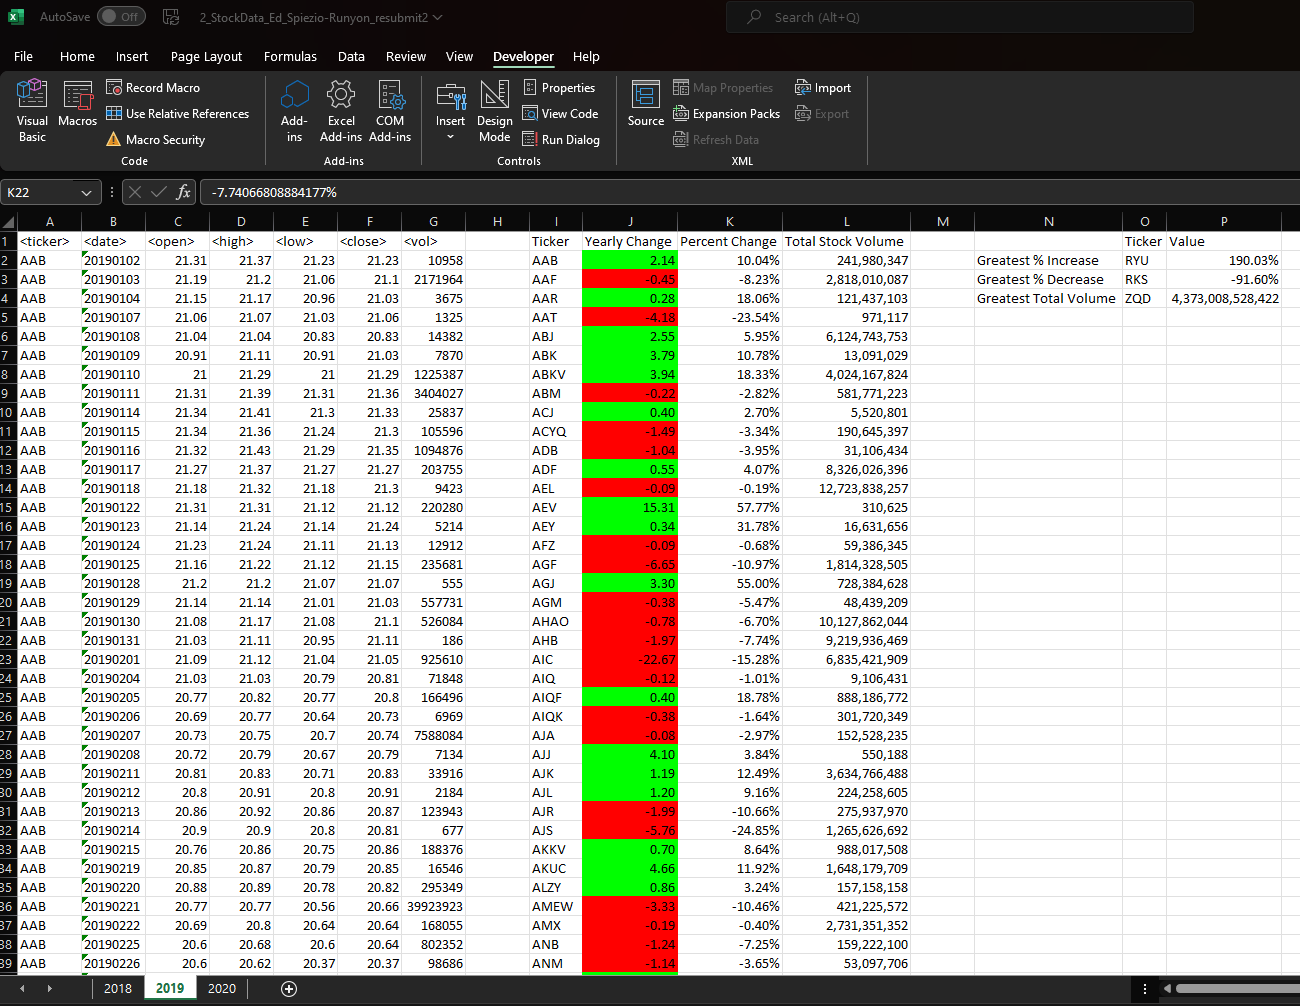 AutoSave Off 2_StockData_Ed_Spiezio-Runyon_resubmit2 Search (Alt+Q)
File Home Insert Page Layout Formulas Data Review View Developer Help
Visual Basic
Macros
Record Macro
Use Relative References
Macro Security
Code
Add-ins
Excel Add-ins
COM Add-ins
Add-ins
Insert
Design Mode
Properties
View Code
Run Dialog
Controls
Source
Map Properties
Expansion Packs
Refresh Data
Import
Export
XML
K22 fx -7.74066808884177%
A B C D E F G H I J K L M N O P
1 <ticker> <date> <open> <high> <low> <close> <vol> Ticker Yearly Change Percent Change Total Stock Volume Ticker Value
2 AAB 20190102 21.31 21.37 21.23 21.23 10958 AAB 2.14 10.04% 241,980,347 Greatest % Increase RYU 190.03%
3 AAB 20190103 21.19 21.2 21.06 21.1 2171964 AAF -0.45 -8.23% 2,818,010,087 Greatest % Decrease RKS -91.60%
4 AAB 20190104 21.15 21.17 20.96 21.03 3675 AAR 0.28 18.06% 121,437,103 Greatest Total Volume ZQD 4,373,008,528,422
5 AAB 20190107 21.06 21.07 21.03 21.06 1325 AAT -4.18 -23.54% 971,117
6 AAB 20190108 21.04 21.04 20.83 20.83 14382 ABJ 2.55 5.95% 6,124,743,753
7 AAB 20190109 20.91 21.11 20.91 21.03 7870 ABK 3.79 10.78% 13,091,029
8 AAB 20190110 21 21.29 21 21.29 1225387 ABKV 3.94 18.33% 4,024,167,824
9 AAB 20190111 21.31 21.39 21.31 21.36 3404027 ABM -0.22 -2.82% 581,771,223
10 AAB 20190114 21.34 21.41 21.3 21.33 25837 ACJ 0.40 2.70% 5,520,801
11 AAB 20190115 21.34 21.36 21.24 21.3 105596 ACYQ -1.49 -3.34% 190,645,397
12 AAB 20190116 21.32 21.43 21.29 21.35 1094876 ADB -1.04 -3.95% 31,106,434
13 AAB 20190117 21.27 21.37 21.27 21.27 203755 ADF 0.55 4.07% 8,326,026,396
14 AAB 20190118 21.18 21.32 21.18 21.3 9423 AEL -0.09 -0.19% 12,723,838,257
15 AAB 20190122 21.31 21.31 21.12 21.12 220280 AEV 15.31 57.77% 310,625
16 AAB 20190123 21.14 21.24 21.14 21.24 5214 AEY 0.34 31.78% 16,631,656
17 AAB 20190124 21.23 21.24 21.11 21.13 12912 AFZ -0.09 -0.68% 59,386,345
18 AAB 20190125 21.16 21.22 21.12 21.15 235681 AGF -6.65 -10.97% 1,814,328,505
19 AAB 20190128 21.2 21.2 21.07 21.07 555 AGJ 3.30 55.00% 728,384,628
20 AAB 20190129 21.14 21.14 21.01 21.03 557731 AGM -0.38 -5.47% 48,439,209
21 AAB 20190130 21.08 21.17 21.08 21.1 526084 AHAO -0.78 -6.70% 10,127,862,044
22 AAB 20190131 21.03 21.11 20.95 21.11 186 AHB -1.97 -7.74% 9,219,936,469
23 AAB 20190201 21.09 21.12 21.04 21.05 925610 AIC -22.67 -15.28% 6,835,421,909
24 AAB 20190204 21.03 21.03 20.79 20.81 71848 AIQ -0.12 -1.01% 9,106,431
25 AAB 20190205 20.77 20.82 20.77 20.8 166496 AIQF 0.40 18.78% 888,186,772
26 AAB 20190206 20.69 20.77 20.64 20.73 6969 AIQK -0.38 -1.64% 301,720,349
27 AAB 20190207 20.73 20.75 20.7 20.74 7588084 AJA -0.08 -2.97% 152,528,235
28 AAB 20190208 20.72 20.79 20.67 20.79 7134 AJJ 4.10 3.84% 550,188
29 AAB 20190211 20.81 20.83 20.71 20.83 33916 AJK 1.19 12.49% 3,634,766,488
30 AAB 20190212 20.8 20.91 20.8 20.91 2184 AJL 1.20 9.16% 224,258,605
31 AAB 20190213 20.86 20.92 20.86 20.87 123943 AJR -1.99 -10.66% 275,937,970
32 AAB 20190214 20.9 20.9 20.8 20.81 677 AJS -5.76 -24.85% 1,265,626,692
33 AAB 20190215 20.76 20.86 20.75 20.86 188376 AKKV 0.70 8.64% 988,017,508
34 AAB 20190219 20.85 20.87 20.79 20.85 16546 AKUC 4.66 11.92% 1,648,179,709
35 AAB 20190220 20.88 20.89 20.78 20.82 295349 ALZY 0.86 3.24% 157,158,158
36 AAB 20190221 20.77 20.77 20.56 20.66 39923923 AMEW -3.33 -10.46% 421,225,572
37 AAB 20190222 20.69 20.8 20.64 20.64 168055 AMX -0.19 -0.40% 2,731,351,352
38 AAB 20190225 20.6 20.68 20.6 20.64 802352 ANB -1.24 -7.25% 159,222,100
39 AAB 20190226 20.6 20.62 20.37 20.37 98686 ANM -1.14 -3.65% 53,097,706
2018 2019 2020